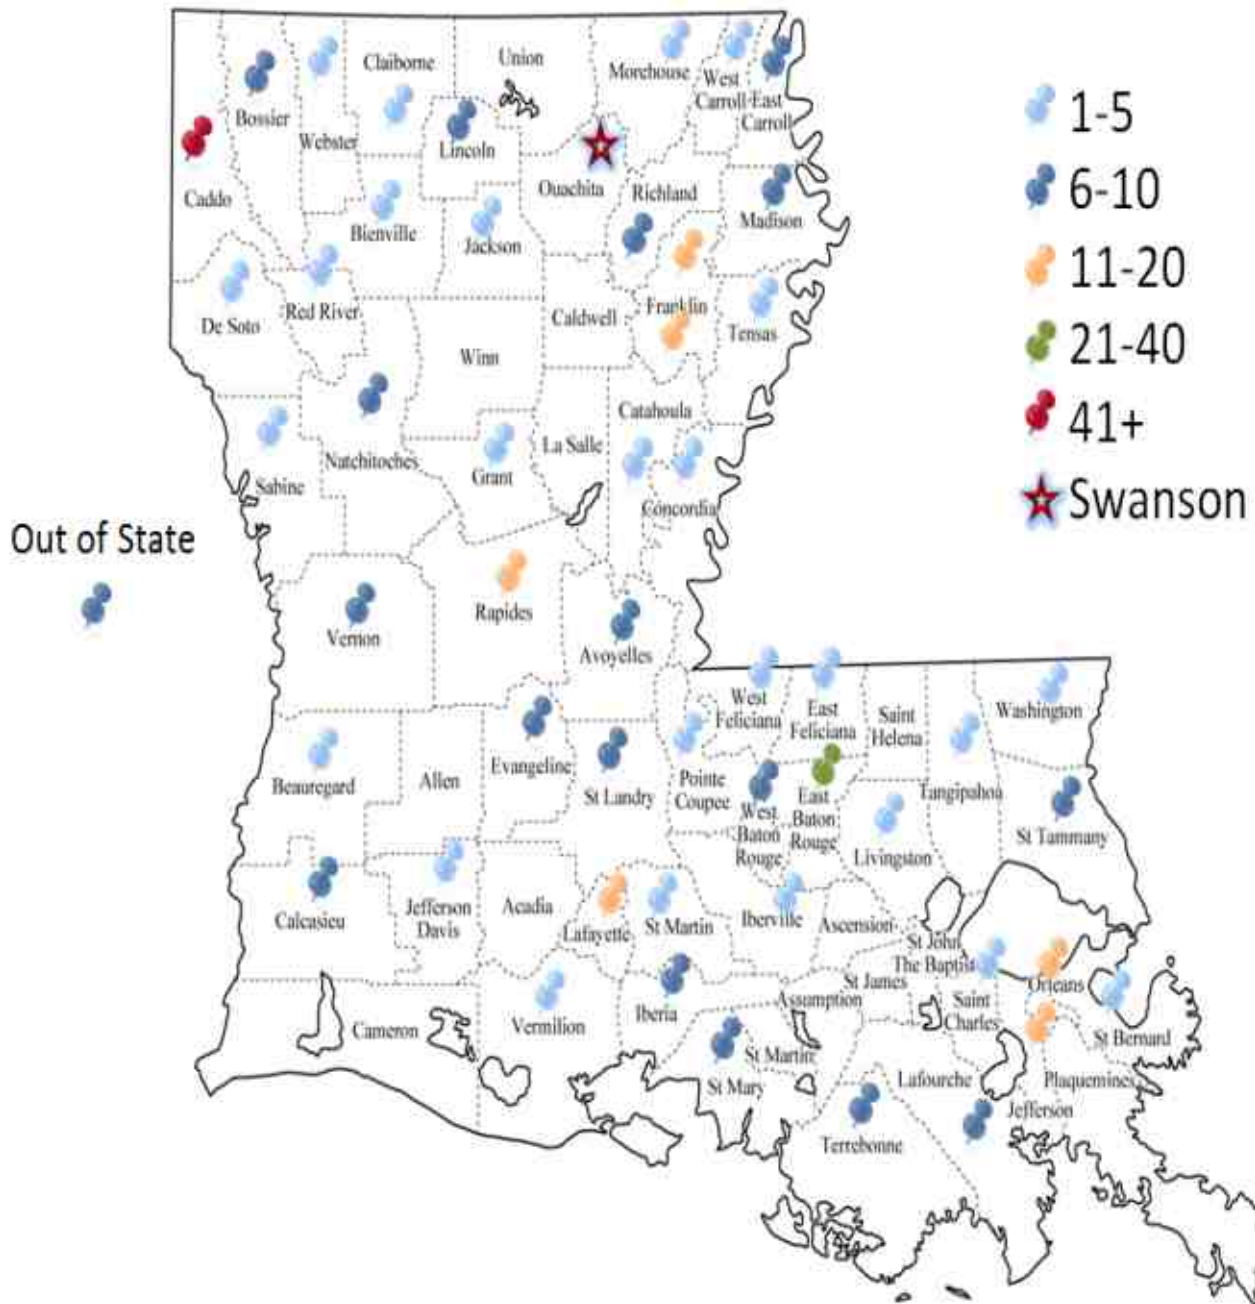 Union
Claiborne
Morehouse
West
Carroll
East
Carroll
Bossier
Webster
Lincoln
Ouachita
Richland
Caddo
Madison
Bienville
Jackson
De Soto
Red River
Caldwell
Franklin
Tensas
Winn
Catahoula
La Salle
Natchitoches
Grant
Sabine
Concordia
Out of State
Vernon
Rapides
Avoyelles
West
Feliciana
East
Feliciana
Saint
Helena
Washington
Beauregard
Allen
Evangeline
St Landry
Pointe
Coupee
West
Baton
Rouge
East
Baton
Rouge
Tangipahoa
Livingston
St Tammany
Calcasieu
Jefferson
Davis
Acadia
Lafayette
St Martin
Iberville
Ascension
St John
The Baptist
Orleans
St James
Assumption
Saint
Charles
St Bernard
Cameron
Vermilion
Iberia
St Martin
St Mary
Lafourche
Plaquemines
Jefferson
Terrebonne
1-5
6-10
11-20
21-40
41+
Swanson